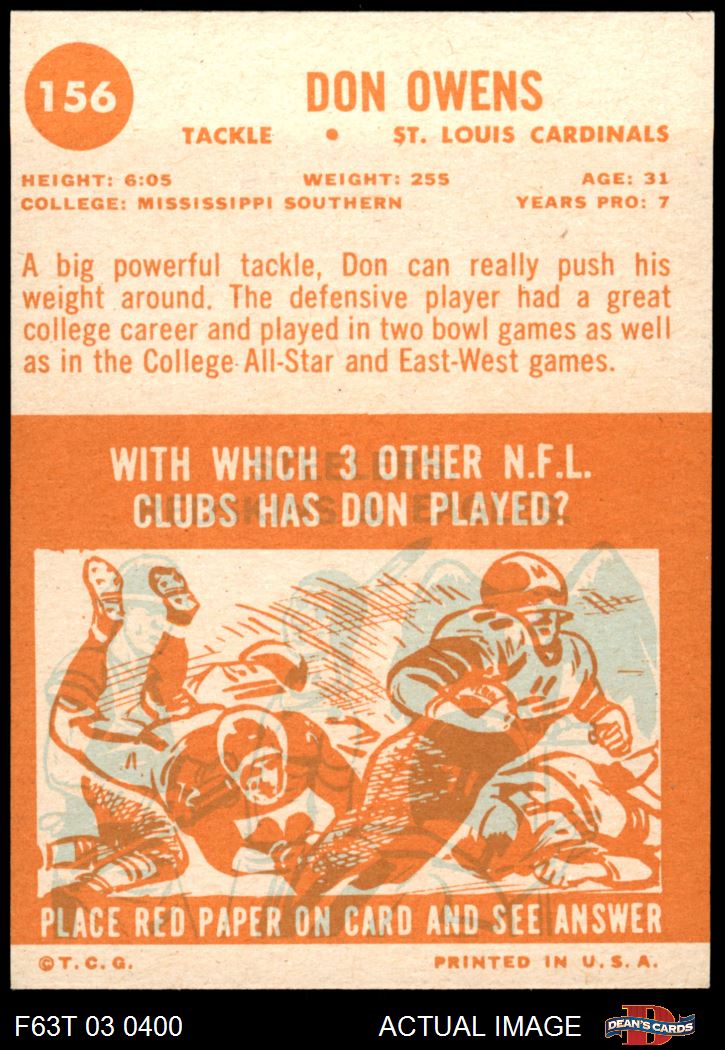 156
DON OWENS
TACKLE • ST. LOUIS CARDINALS
HEIGHT: 6:05 WEIGHT: 255 AGE: 31
COLLEGE: MISSISSIPPI SOUTHERN YEARS PRO: 7
A big powerful tackle, Don can really push his
weight around. The defensive player had a great
college career and played in two bowl games as well
as in the College All-Star and East-West games.
WITH WHICH 3 OTHER N.F.L.
CLUBS HAS DON PLAYED?
STEELERS
REDSKINS & EAGLES.
PLACE RED PAPER ON CARD AND SEE ANSWER
©T.C.G. PRINTED IN U.S.A.
F63T 03 0400 ACTUAL IMAGE DEAN'S CARDS